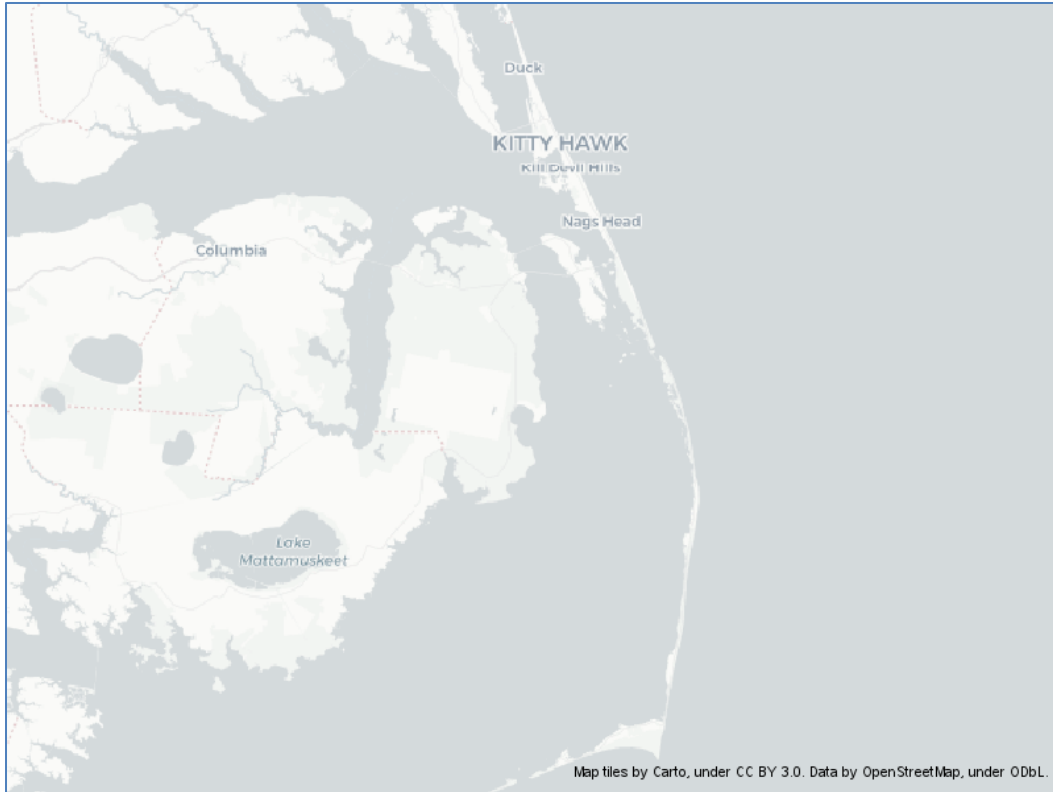 Duck
KITTY HAWK
Kill Devil Hills
Nags Head
Columbia
Lake
Mattamuskeet
Map tiles by Carto, under CC BY 3.0. Data by OpenStreetMap, under ODbL.